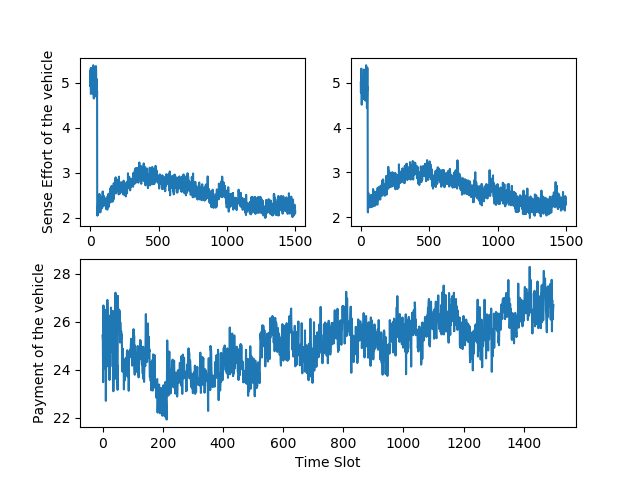 Sense Effort of the vehicle
5
4
3
2
0 500 1000 1500
5
4
3
2
0 500 1000 1500
Payment of the vehicle
28
26
24
22
0 200 400 600 800 1000 1200 1400
Time Slot